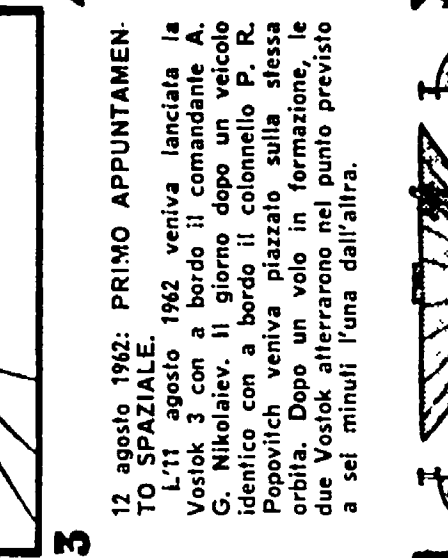 3
12 agosto 1962: PRIMO APPUNTAMEN-
TO SPAZIALE.
L'11 agosto 1962 veniva lanciata la
Vostok 3 con a bordo il comandante A.
G. Nikolaiev. Il giorno dopo un veicolo
identico con a bordo il colonnello P. R.
Popovitch veniva piazzato sulla stessa
orbita. Dopo un volo in formazione, le
due Vostok atterrarono nel punto previsto
a sei minuti l'una dall'altra.